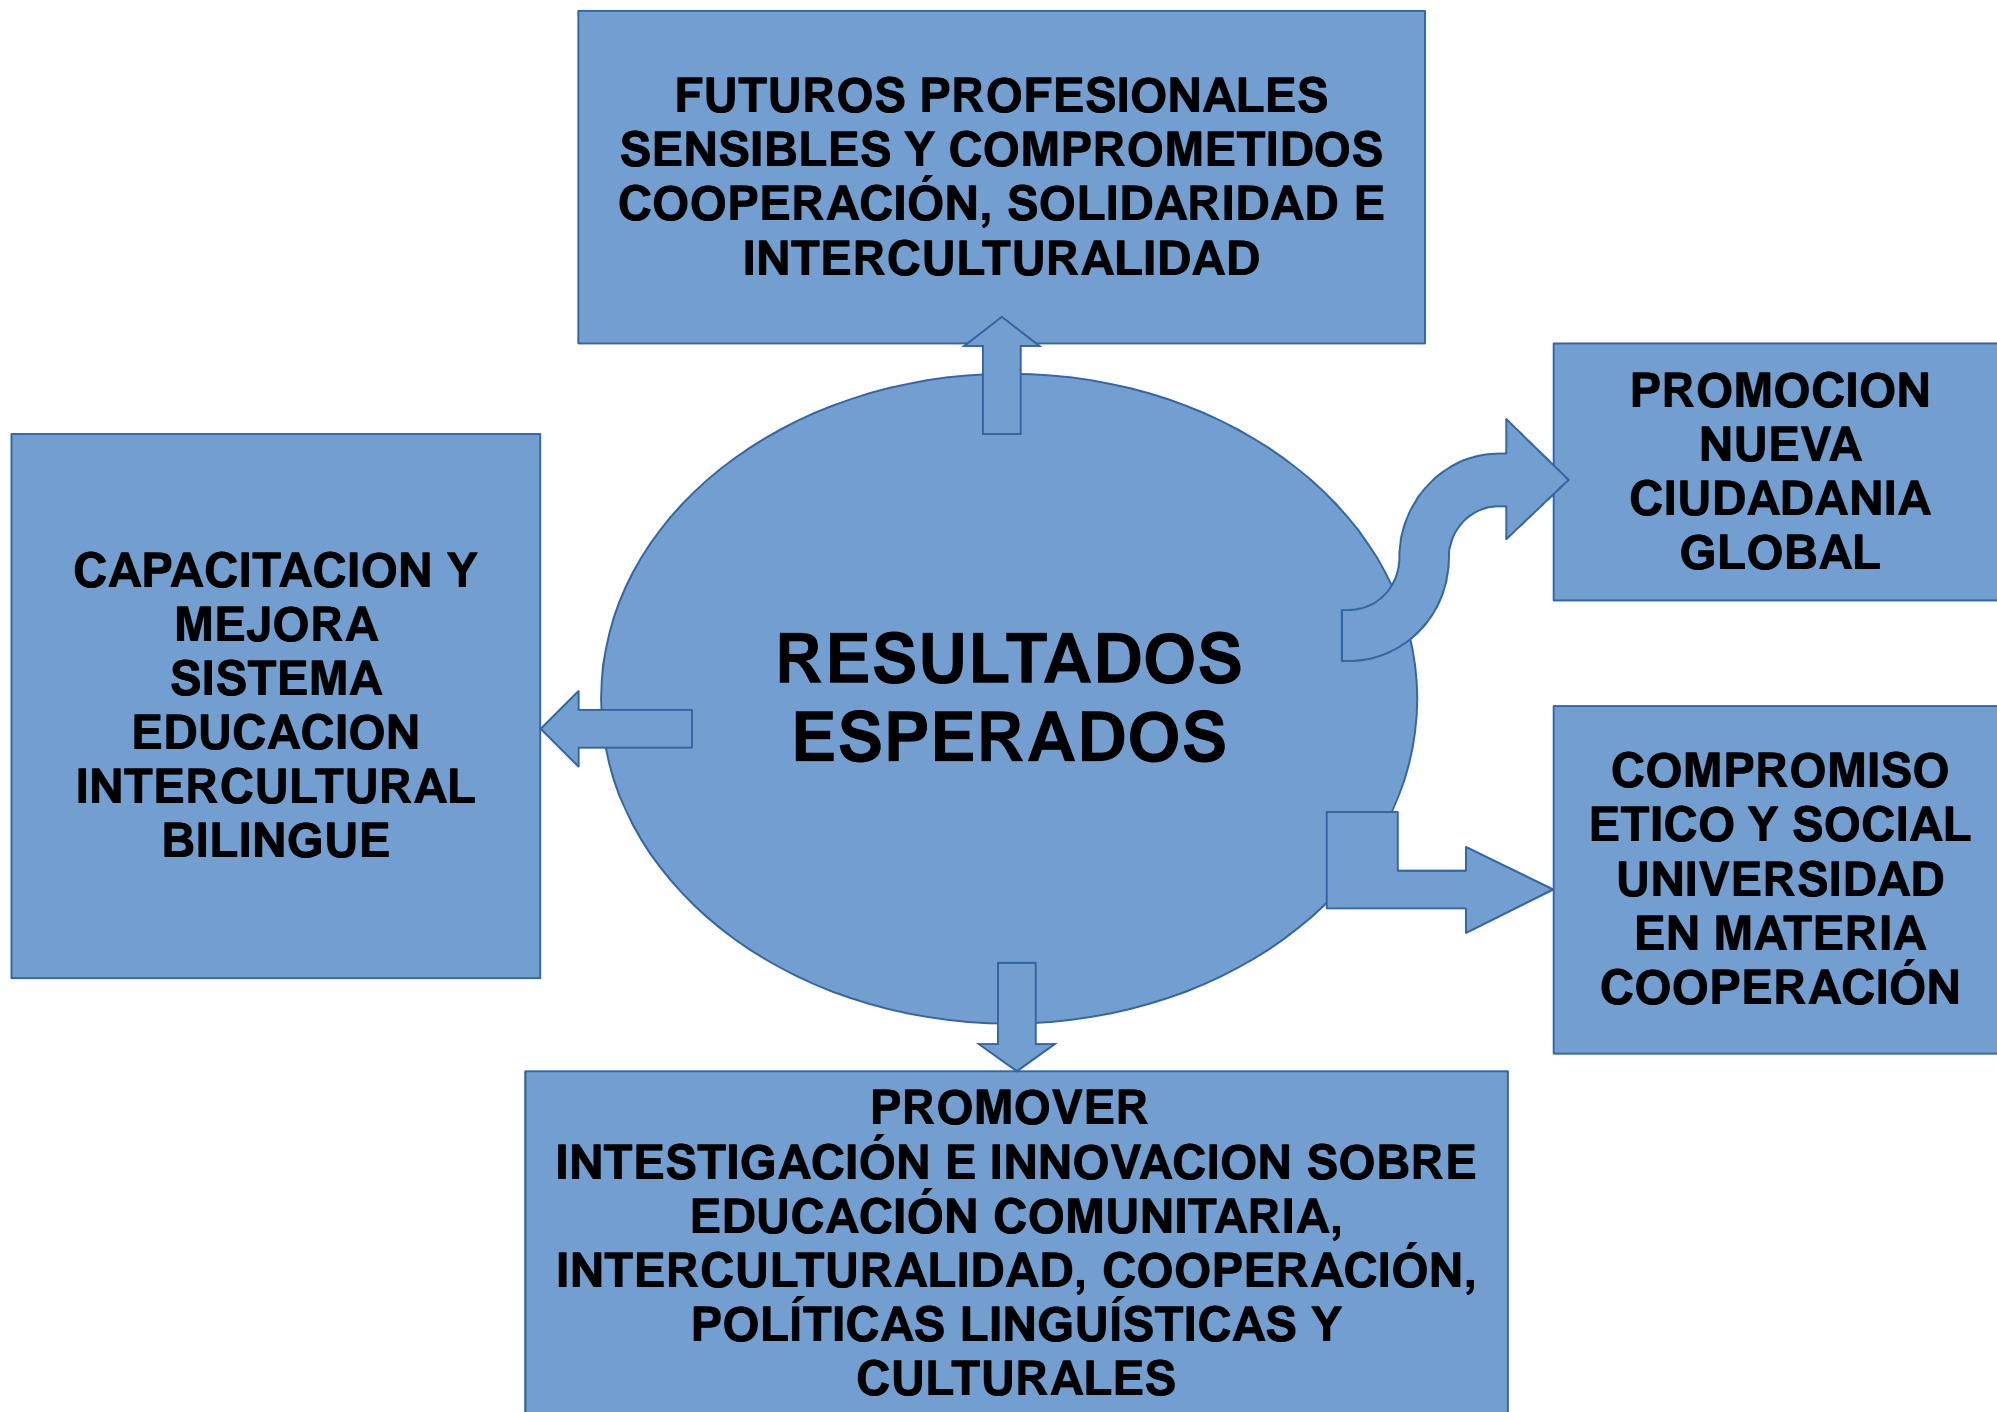 FUTUROS PROFESIONALES
SENSIBLES Y COMPROMETIDOS
COOPERACIÓN, SOLIDARIDAD E
INTERCULTURALIDAD
PROMOCION
NUEVA
CIUDADANIA
GLOBAL
CAPACITACION Y
MEJORA
SISTEMA
EDUCACION
INTERCULTURAL
BILINGUE
RESULTADOS
ESPERADOS
COMPROMISO
ETICO Y SOCIAL
UNIVERSIDAD
EN MATERIA
COOPERACIÓN
PROMOVER
INTESTIGACIÓN E INNOVACION SOBRE
EDUCACIÓN COMUNITARIA,
INTERCULTURALIDAD, COOPERACIÓN,
POLÍTICAS LINGUÍSTICAS Y
CULTURALES